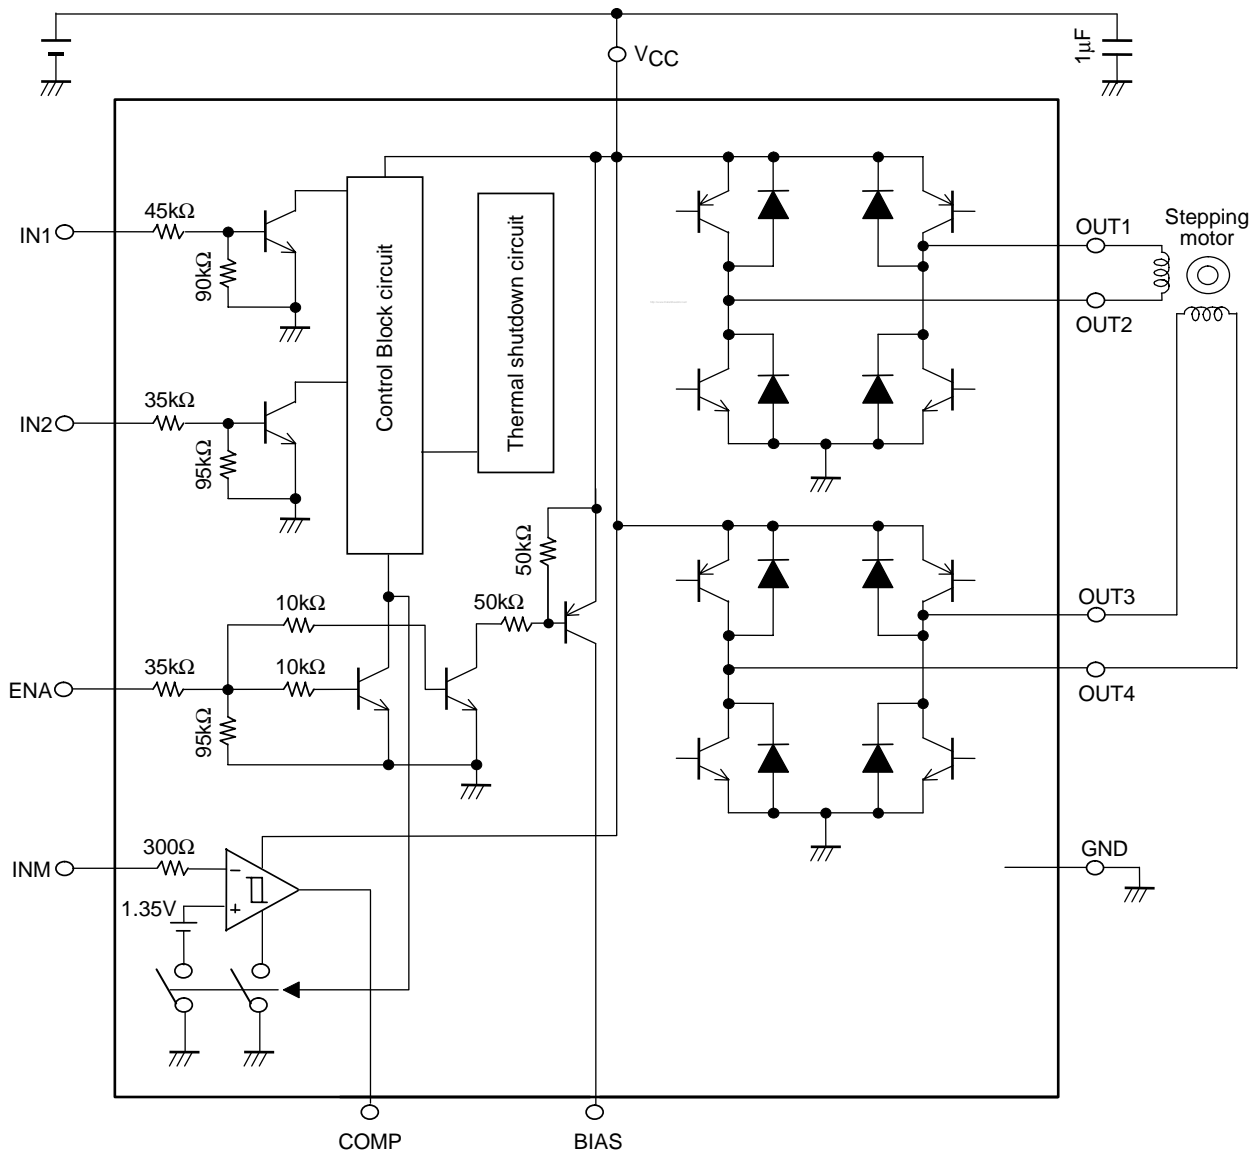 VCC
1µF
45kΩ
IN1
90kΩ
Control Block circuit
Thermal shutdown circuit
OUT1
Stepping
motor
OUT2
35kΩ
IN2
95kΩ
50kΩ
50kΩ
10kΩ
OUT3
35kΩ
10kΩ
ENA
95kΩ
OUT4
300Ω
INM
GND
1.35V
−
+
COMP
BIAS